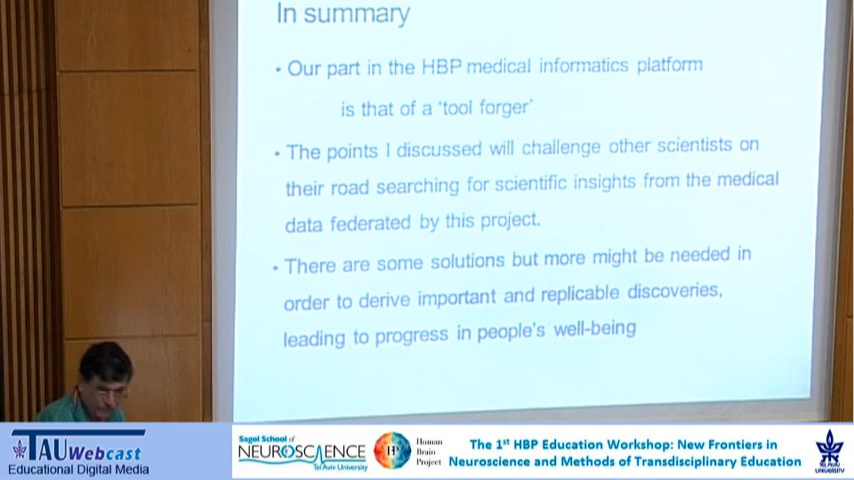 In summary
• Our part in the HBP medical informatics platform
is that of a 'tool forger'
• The points I discussed will challenge other scientists on
their road searching for scientific insights from the medical
data federated by this project.
• There are some solutions but more might be needed in
order to derive important and replicable discoveries,
leading to progress in people's well-being
TAU Webcast
Educational Digital Media
Sagol School of
NEUROSCIENCE
Tel Aviv University
HBP
Human
Brain
Project
The 1st HBP Education Workshop: New Frontiers in
Neuroscience and Methods of Transdisciplinary Education
TEL AVIV
UNIVERSITY